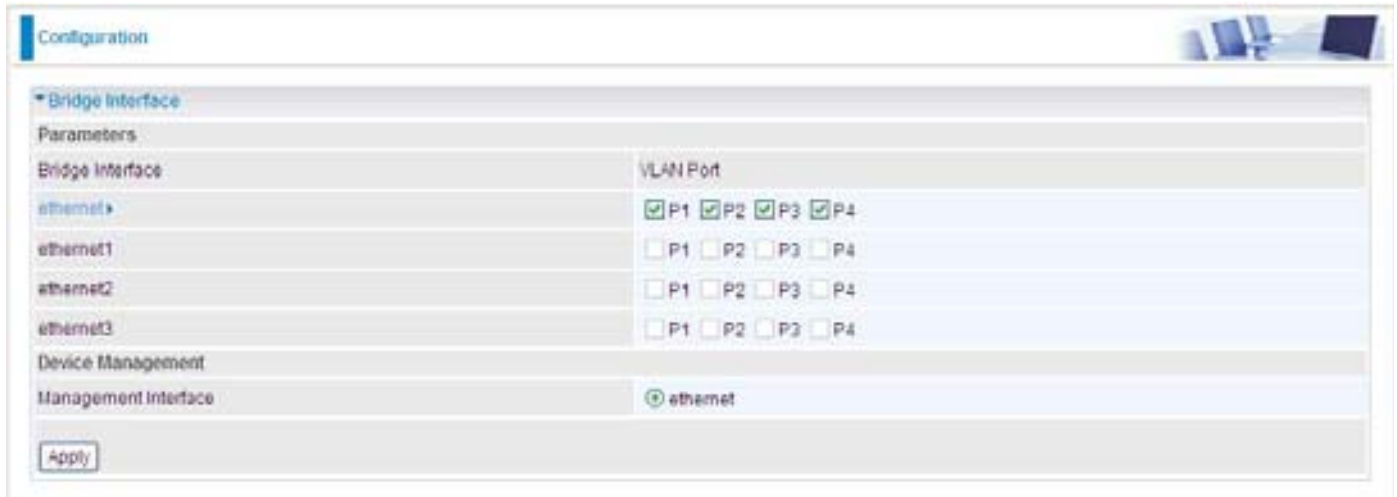 Configuration
Bridge Interface
Parameters
Bridge Interface VLAN Port
ethernet P1 P2 P3 P4
ethernet1 P1 P2 P3 P4
ethernet2 P1 P2 P3 P4
ethernet3 P1 P2 P3 P4
Device Management
Management Interface ethernet
Apply